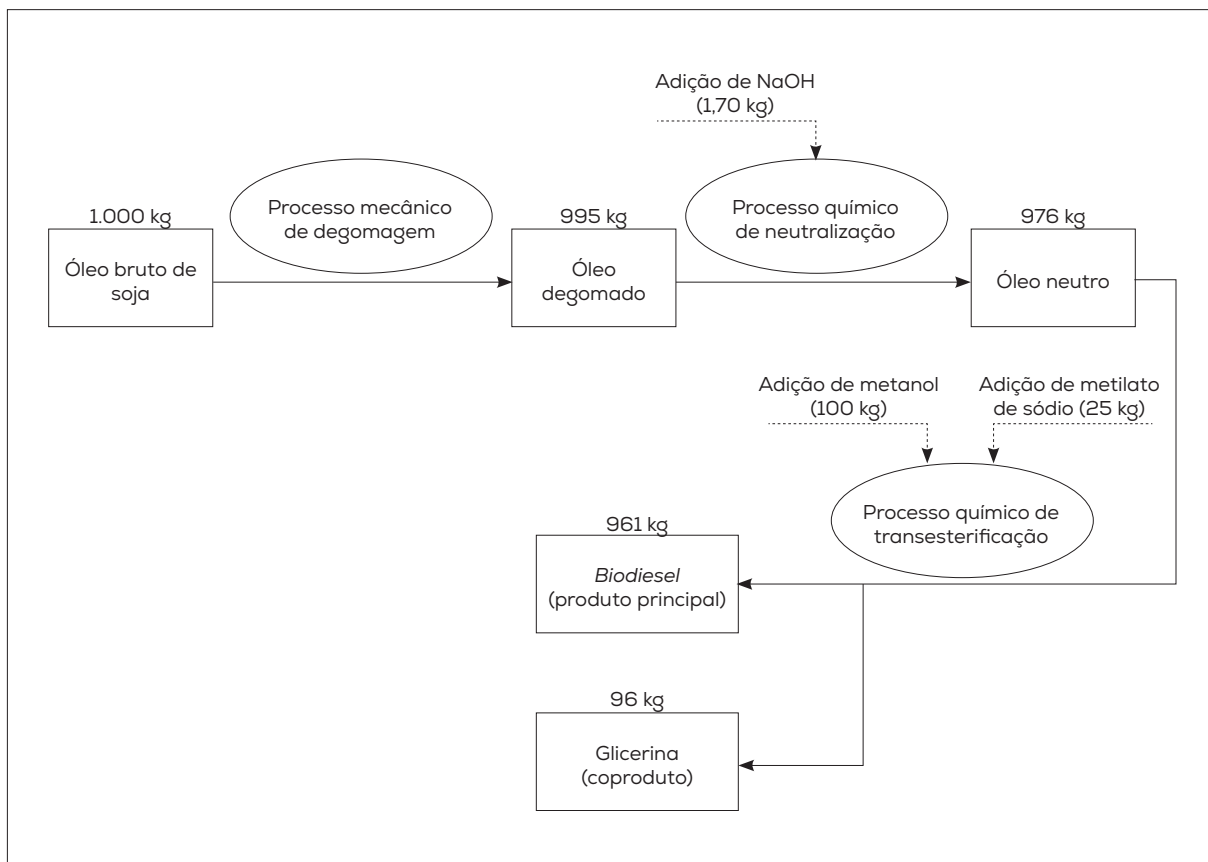 Adição de NaOH
(1,70 kg)
1.000 kg
Processo mecânico
de degomagem
995 kg
Processo químico
de neutralização
976 kg
Óleo bruto de
soja
Óleo
degomado
Óleo neutro
Adição de metanol
(100 kg)
Adição de metilato
de sódio (25 kg)
Processo químico de
transesterificação
961 kg
Biodiesel
(produto principal)
96 kg
Glicerina
(coproduto)